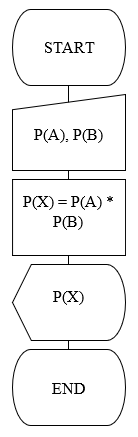 START
P(A), P(B)
P(X) = P(A) *
P(B)
P(X)
END